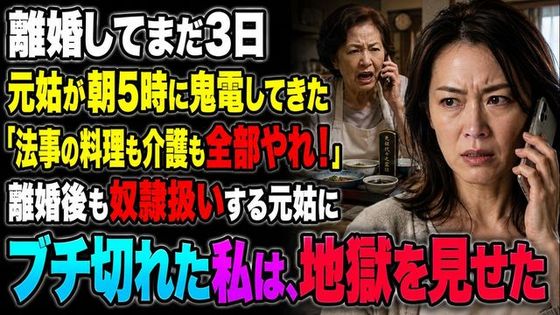 離婚してまだ3日
元姑が朝5時に鬼電してきた
「法事の料理も介護も全部やれ!」
離婚後も奴隷扱いする元姑に
ブチ切れた私は、地獄を見せた